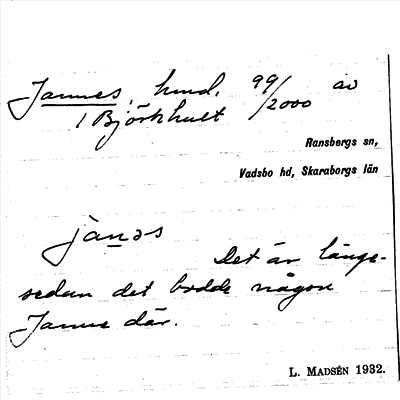 Jannes, hmd. 99/2000 av
1 Björkhult
Ransbergs sn,
Vadsbo hd, Skaraborgs län
janəs
Det är länge-
sedan det bodde någon
Janne där.
L. MADSÉN 1932.